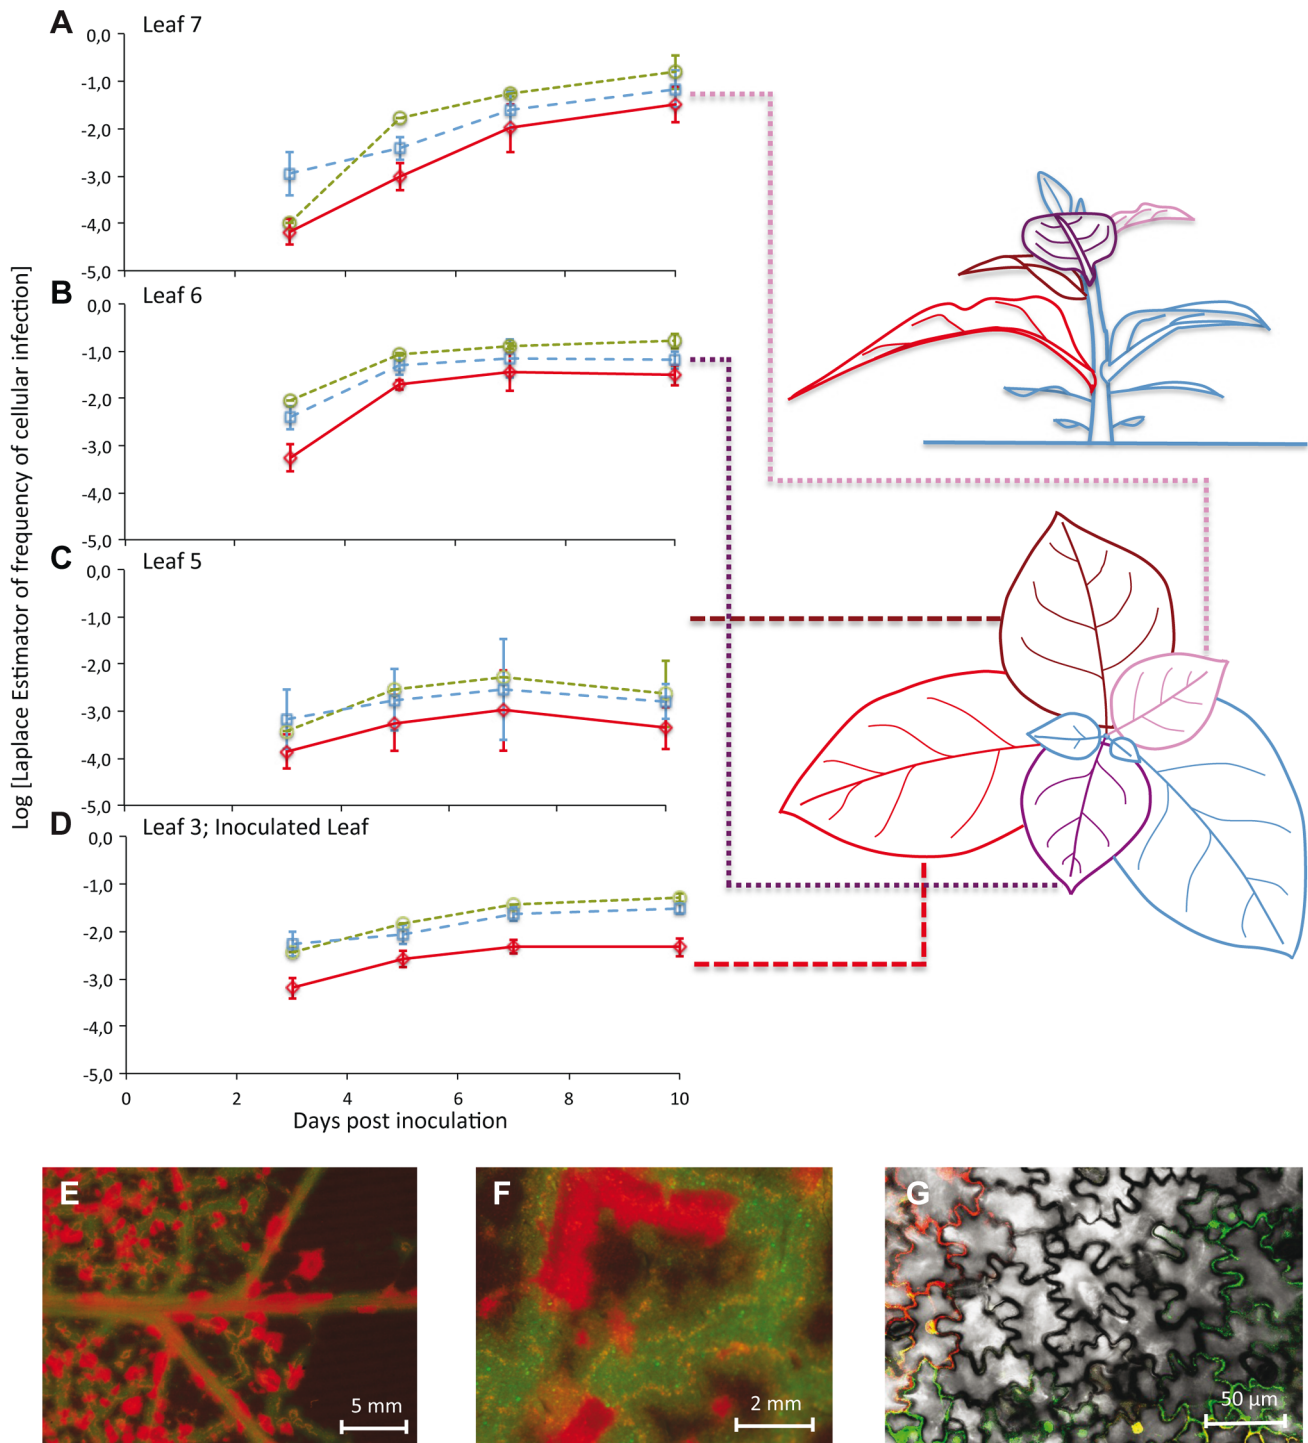 A
Leaf 7
0,0
-1,0
-2,0
-3,0
-4,0
-5,0
B
Leaf 6
0,0
-1,0
-2,0
-3,0
-4,0
-5,0
C
Leaf 5
0,0
-1,0
-2,0
-3,0
-4,0
-5,0
D
Leaf 3; Inoculated Leaf
0,0
-1,0
-2,0
-3,0
-4,0
-5,0
0 2 4 6 8 10
Days post inoculation
Log [Laplace Estimator of frequency of cellular infection]
E
5 mm
F
2 mm
G
50 µm